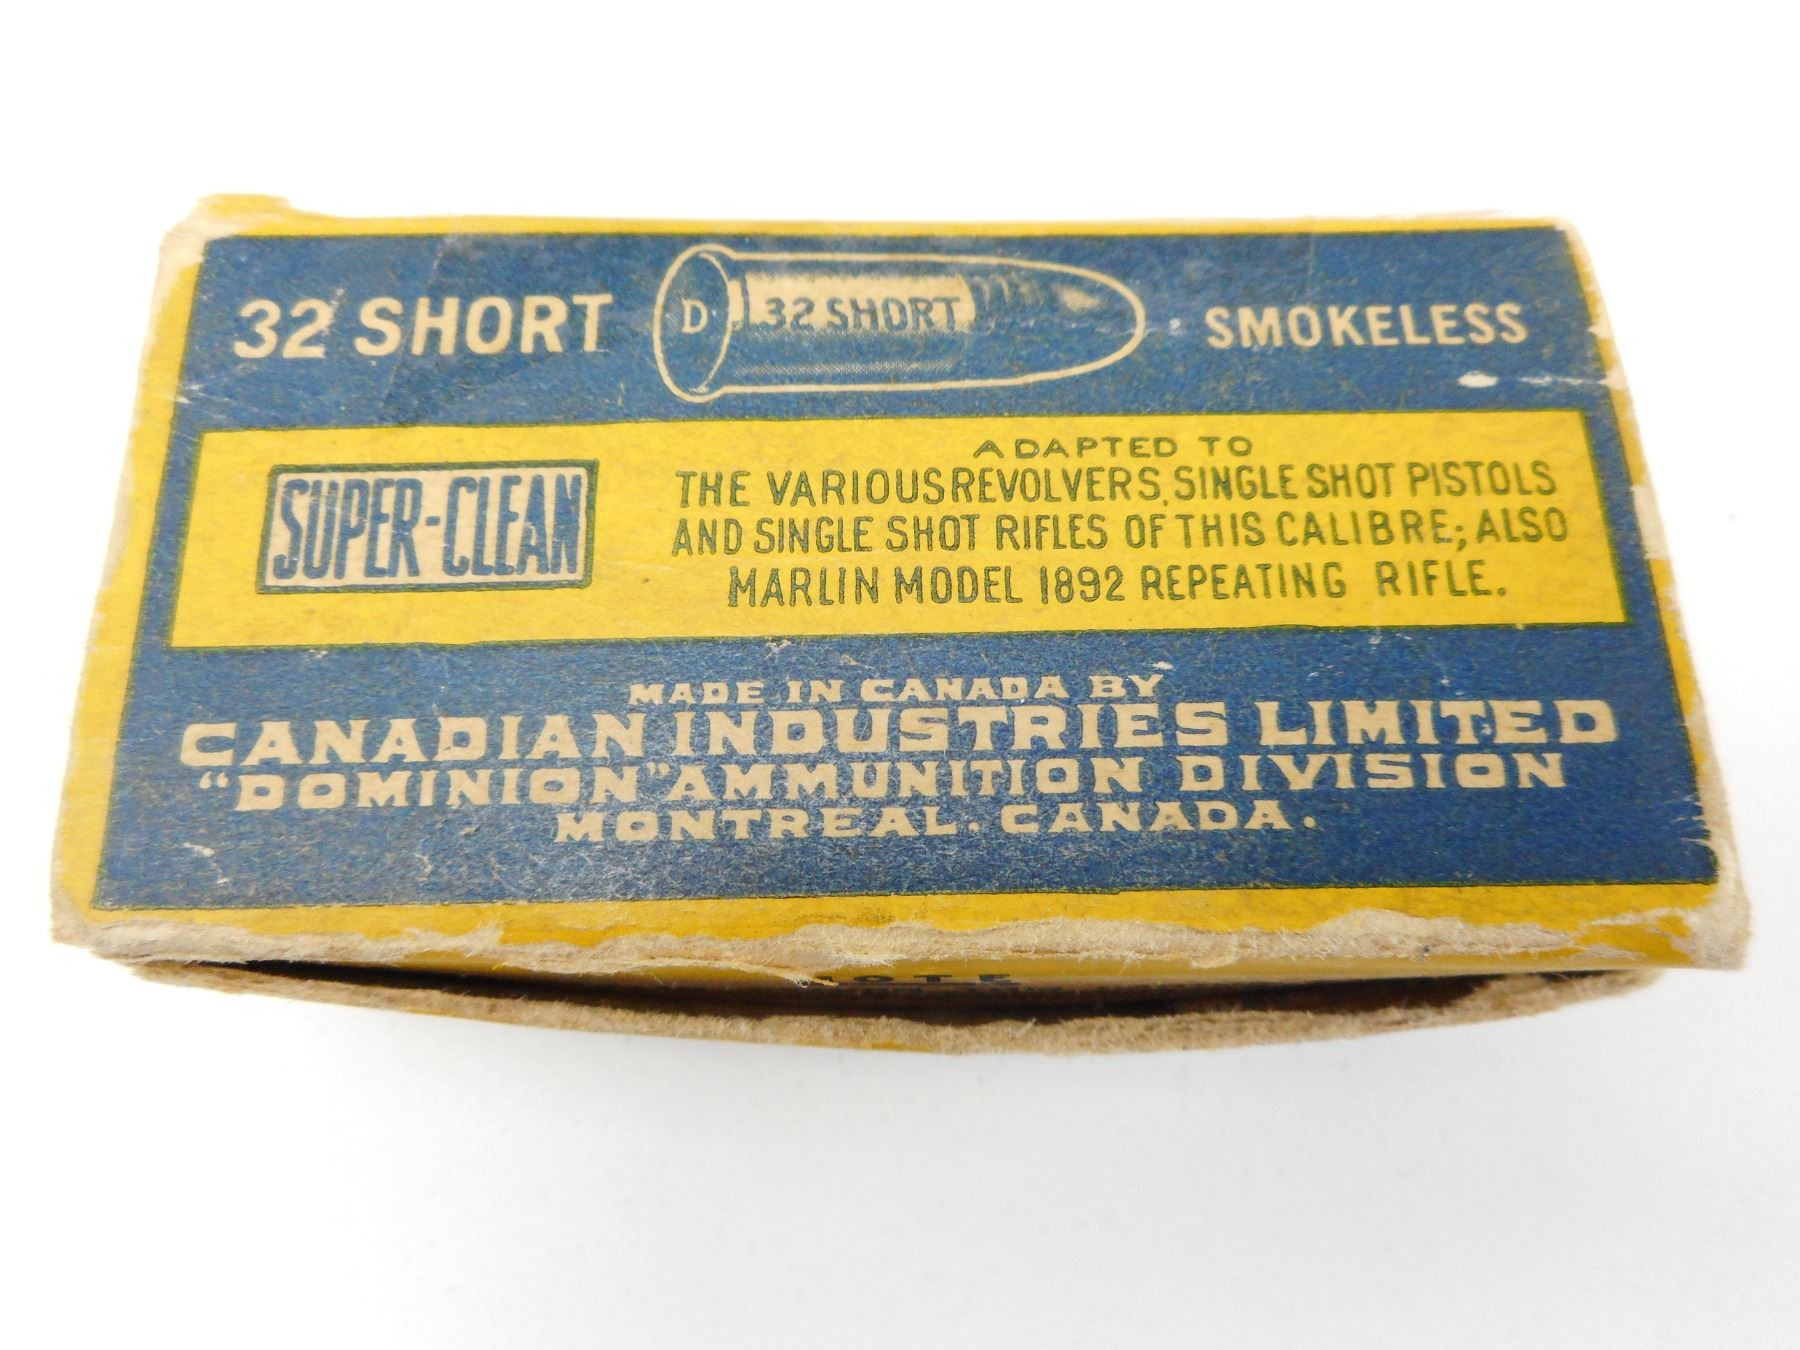 32 SHORT
D
32 SHORT
SMOKELESS
SUPER-CLEAN
ADAPTED TO
THE VARIOUS REVOLVERS, SINGLE SHOT PISTOLS
AND SINGLE SHOT RIFLES OF THIS CALIBRE; ALSO
MARLIN MODEL 1892 REPEATING RIFLE.
MADE IN CANADA BY
CANADIAN INDUSTRIES LIMITED
"DOMINION" AMMUNITION DIVISION
MONTREAL. CANADA.